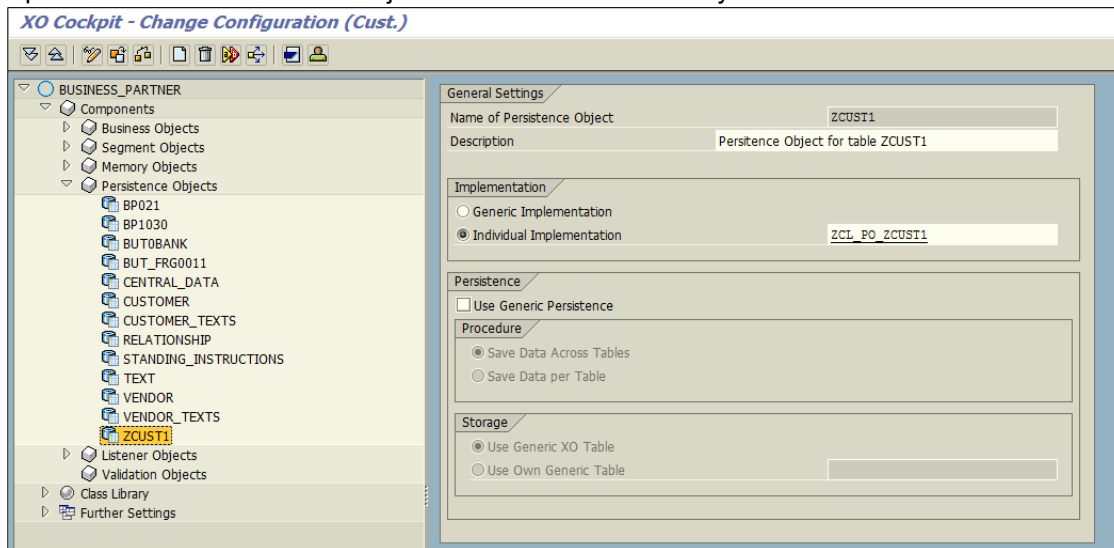 XO Cockpit - Change Configuration (Cust.)
BUSINESS_PARTNER
Components
Business Objects
Segment Objects
Memory Objects
Persistence Objects
BP021
BP1030
BUT0BANK
BUT_FRG0011
CENTRAL_DATA
CUSTOMER
CUSTOMER_TEXTS
RELATIONSHIP
STANDING_INSTRUCTIONS
TEXT
VENDOR
VENDOR_TEXTS
ZCUST1
Listener Objects
Validation Objects
Class Library
Further Settings
General Settings
Name of Persistence Object ZCUST1
Description Persitence Object for table ZCUST1
Implementation
Generic Implementation
Individual Implementation ZCL_PO_ZCUST1
Persistence
Use Generic Persistence
Procedure
Save Data Across Tables
Save Data per Table
Storage
Use Generic XO Table
Use Own Generic Table